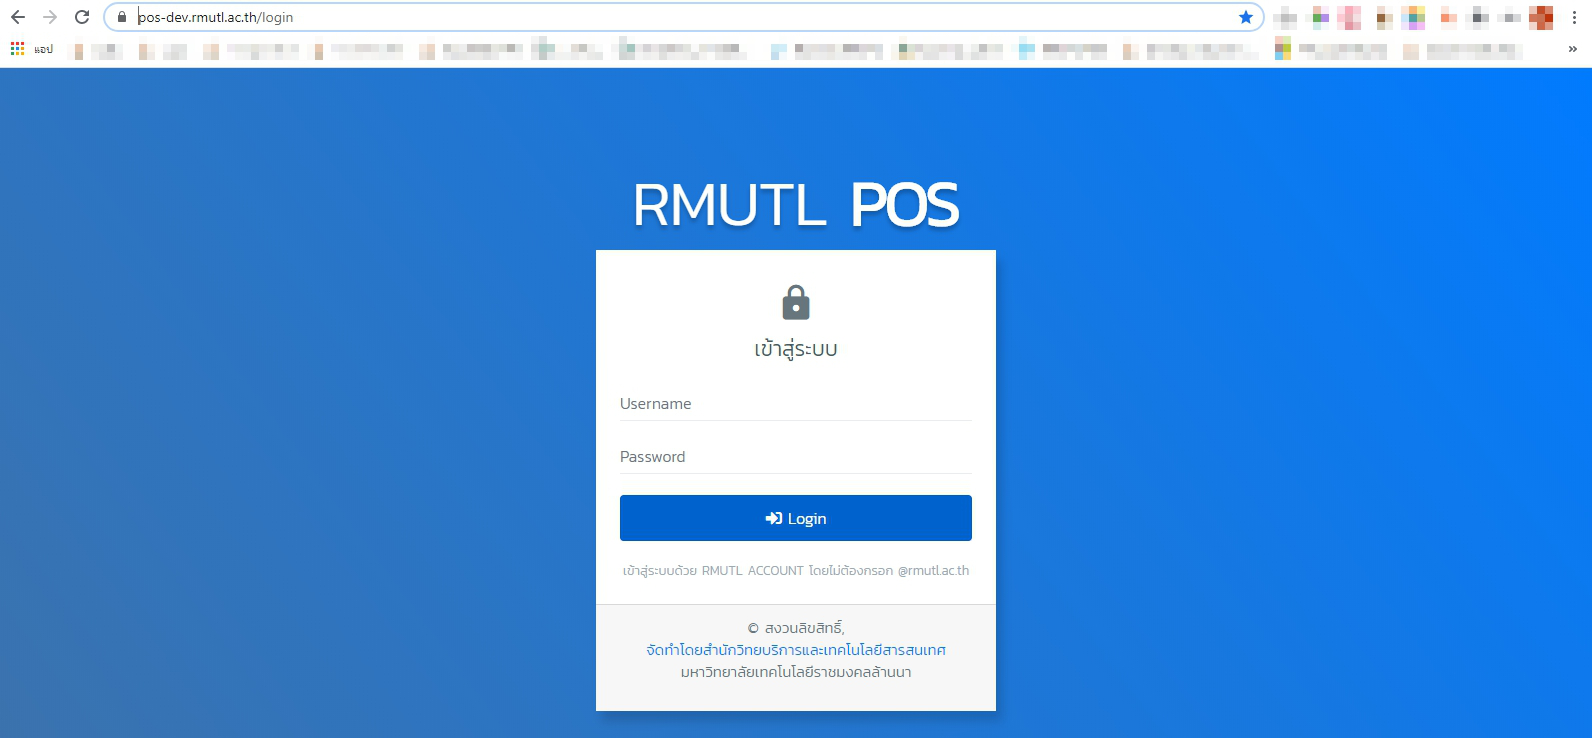 pos-dev.rmutl.ac.th/login
แอป
»
RMUTL POS
เข้าสู่ระบบ
Username
Password
Login
เข้าสู่ระบบด้วย RMUTL ACCOUNT โดยไม่ต้องกรอก @rmutl.ac.th
© สงวนลิขสิทธิ์,
จัดทำโดยสำนักวิทยบริการและเทคโนโลยีสารสนเทศ
มหาวิทยาลัยเทคโนโลยีราชมงคลล้านนา